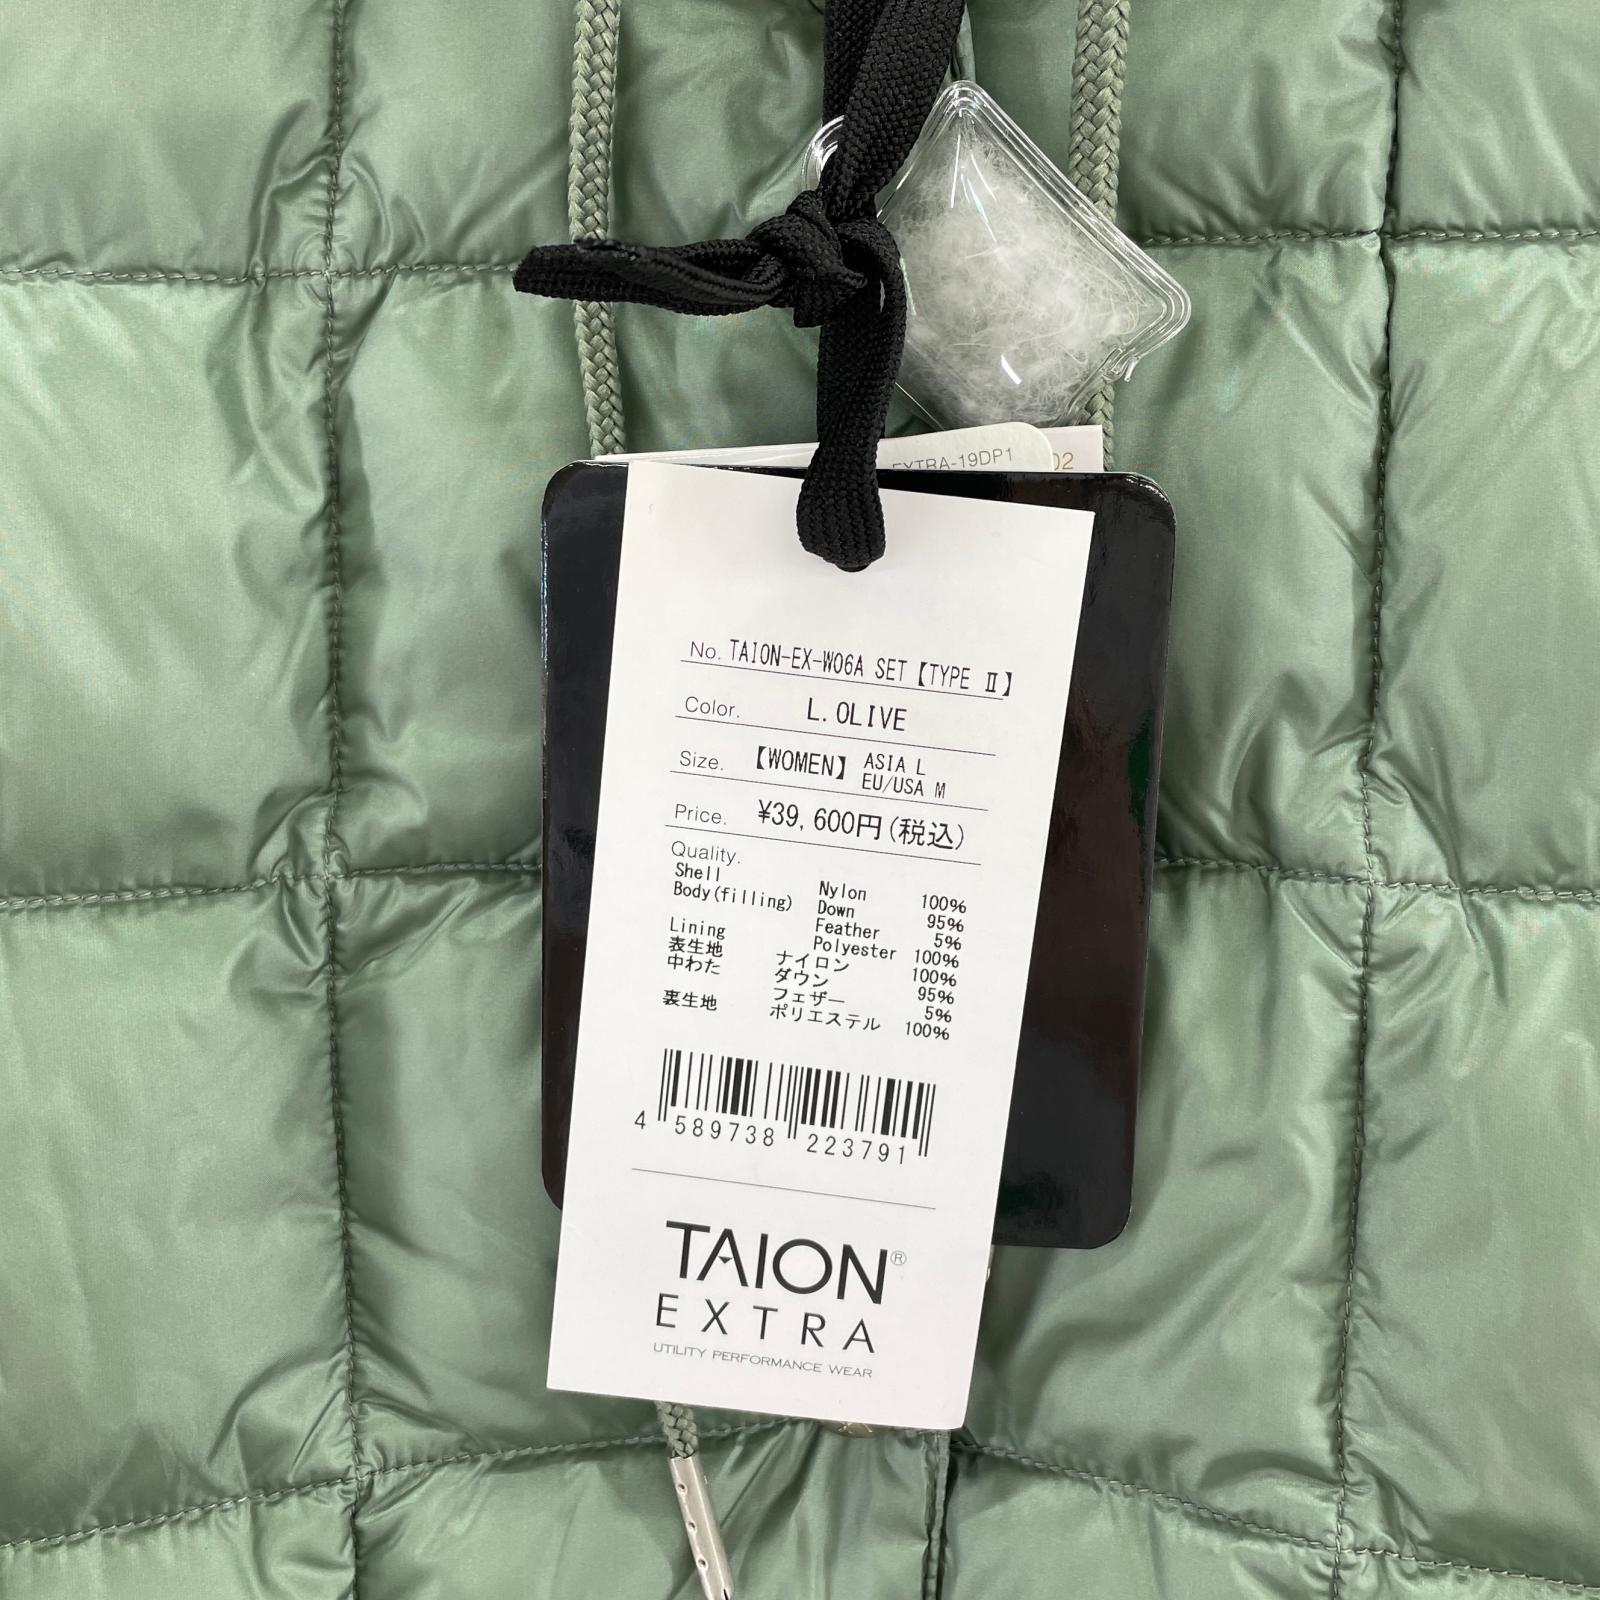 EXTRA-19DP1
02
No. TAION-EX-W06A SET【TYPE Ⅱ】
Color. L.OLIVE
Size. 【WOMEN】 ASIA L
EU/USA M
Price. ¥39,600円(税込)
Quality.
Shell Nylon 100%
Body(filling) Down 95%
Feather 5%
Lining Polyester 100%
表生地 ナイロン 100%
中わた ダウン 95%
フェザー 5%
裏生地 ポリエステル 100%
4 589738 223791
TAION®
EXTRA
UTILITY PERFORMANCE WEAR